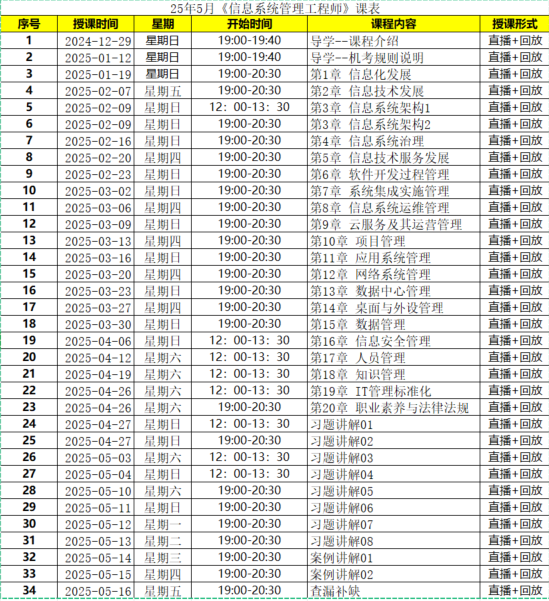 25年5月《信息系统管理工程师》课表
序号 授课时间 星期 开始时间 课程内容 授课形式
1 2024-12-29 星期日 19:00-19:40 导学--课程介绍 直播+回放
2 2025-01-12 星期日 19:00-19:40 导学--机考规则说明 直播+回放
3 2025-01-19 星期日 19:00-20:30 第1章 信息化发展 直播+回放
4 2025-02-07 星期五 19:00-20:30 第2章 信息技术发展 直播+回放
5 2025-02-09 星期日 12：00-13：30 第3章 信息系统架构1 直播+回放
6 2025-02-09 星期日 19:00-20:30 第3章 信息系统架构2 直播+回放
7 2025-02-16 星期日 19:00-20:30 第4章 信息系统治理 直播+回放
8 2025-02-20 星期四 19:00-20:30 第5章 信息技术服务发展 直播+回放
9 2025-02-23 星期日 19:00-20:30 第6章 软件开发过程管理 直播+回放
10 2025-03-02 星期日 19:00-20:30 第7章 系统集成实施管理 直播+回放
11 2025-03-06 星期四 19:00-20:30 第8章 信息系统运维管理 直播+回放
12 2025-03-09 星期日 19:00-20:30 第9章 云服务及其运营管理 直播+回放
13 2025-03-13 星期四 19:00-20:30 第10章 项目管理 直播+回放
14 2025-03-16 星期日 19:00-20:30 第11章 应用系统管理 直播+回放
15 2025-03-20 星期四 19:00-20:30 第12章 网络系统管理 直播+回放
16 2025-03-23 星期日 19:00-20:30 第13章 数据中心管理 直播+回放
17 2025-03-27 星期四 19:00-20:30 第14章 桌面与外设管理 直播+回放
18 2025-03-30 星期日 19:00-20:30 第15章 数据管理 直播+回放
19 2025-04-06 星期日 12：00-13：30 第16章 信息安全管理 直播+回放
20 2025-04-12 星期六 12：00-13：30 第17章 人员管理 直播+回放
21 2025-04-19 星期六 12：00-13：30 第18章 知识管理 直播+回放
22 2025-04-26 星期六 12：00-13：30 第19章 IT管理标准化 直播+回放
23 2025-04-26 星期六 19:00-20:30 第20章 职业素养与法律法规 直播+回放
24 2025-04-27 星期日 12：00-13：30 习题讲解01 直播+回放
25 2025-04-27 星期日 19:00-20:30 习题讲解02 直播+回放
26 2025-05-03 星期六 12：00-13：30 习题讲解03 直播+回放
27 2025-05-04 星期日 12：00-13：30 习题讲解04 直播+回放
28 2025-05-10 星期六 19:00-20:30 习题讲解05 直播+回放
29 2025-05-11 星期日 19:00-20:30 习题讲解06 直播+回放
30 2025-05-12 星期一 19:00-20:30 习题讲解07 直播+回放
31 2025-05-13 星期二 19:00-20:30 习题讲解08 直播+回放
32 2025-05-14 星期三 19:00-20:30 案例讲解01 直播+回放
33 2025-05-15 星期四 19:00-20:30 案例讲解02 直播+回放
34 2025-05-16 星期五 19:00-20:30 查漏补缺 直播+回放